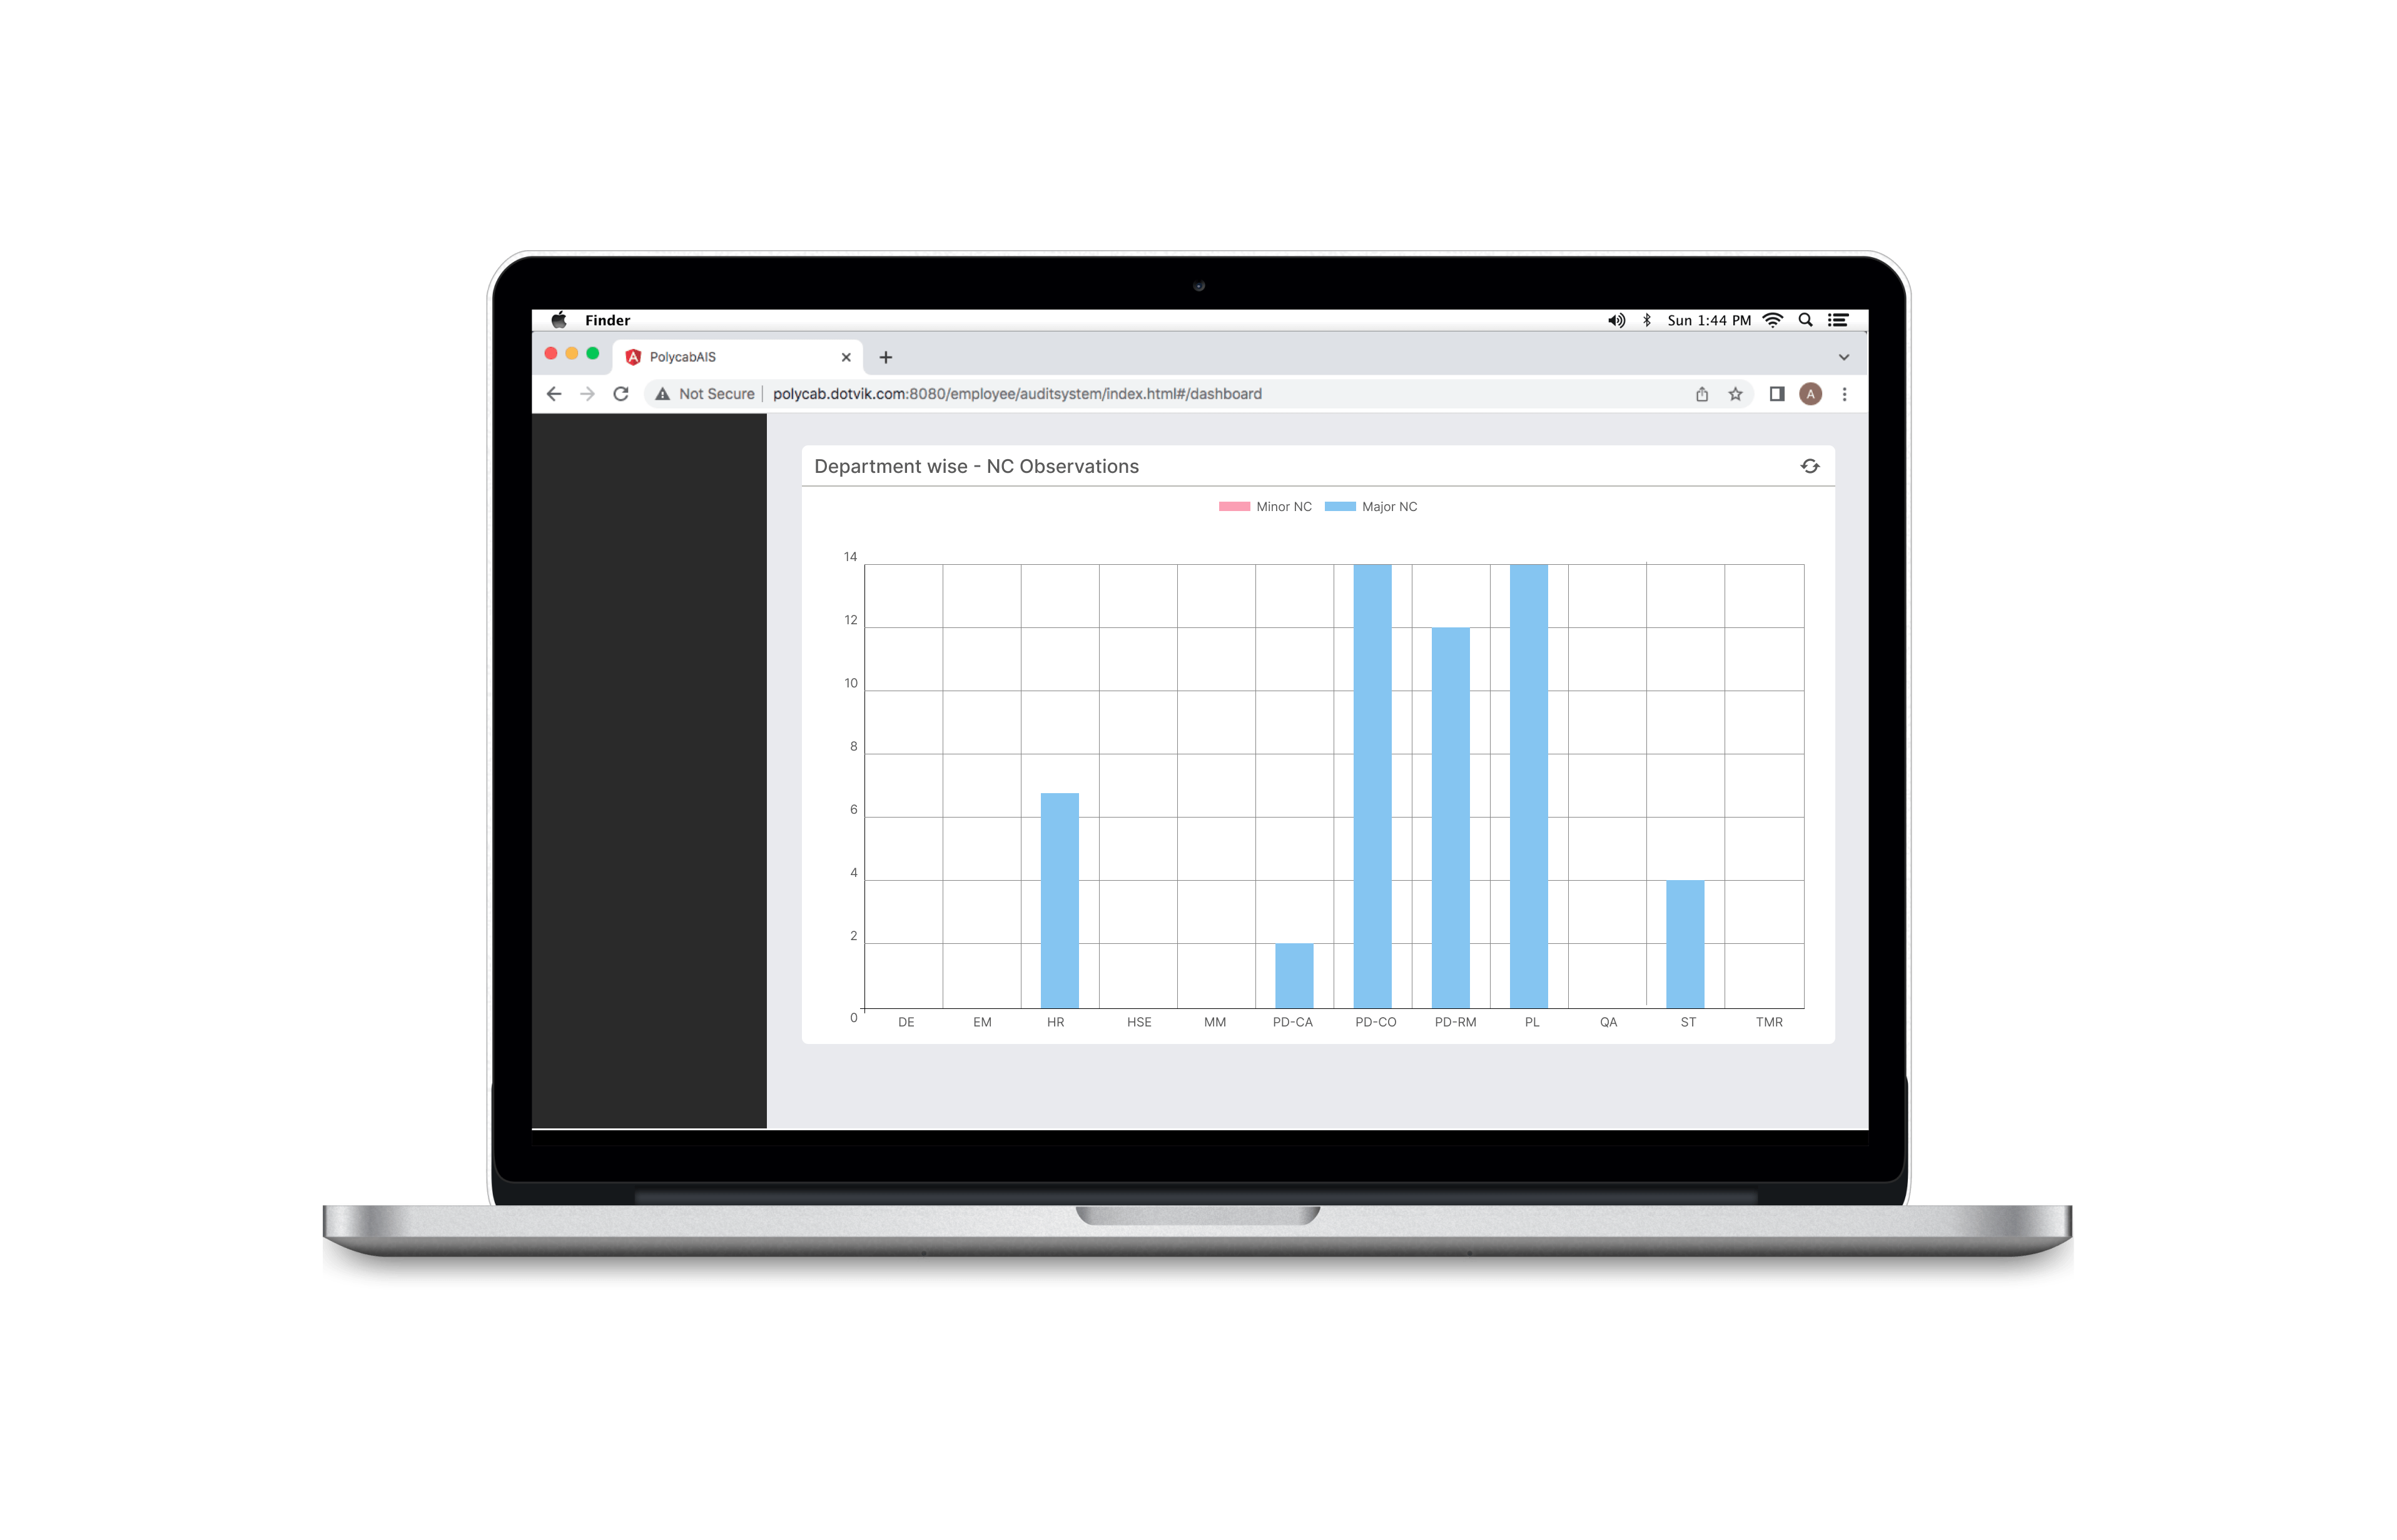 Finder
Sun 1:44 PM
PolycabAIS
Not Secure | polycab.dotvik.com:8080/employee/auditsystem/index.html#/dashboard
A
Department wise - NC Observations
Minor NC Major NC
14
12
10
8
6
4
2
0
DE EM HR HSE MM PD-CA PD-CO PD-RM PL QA ST TMR